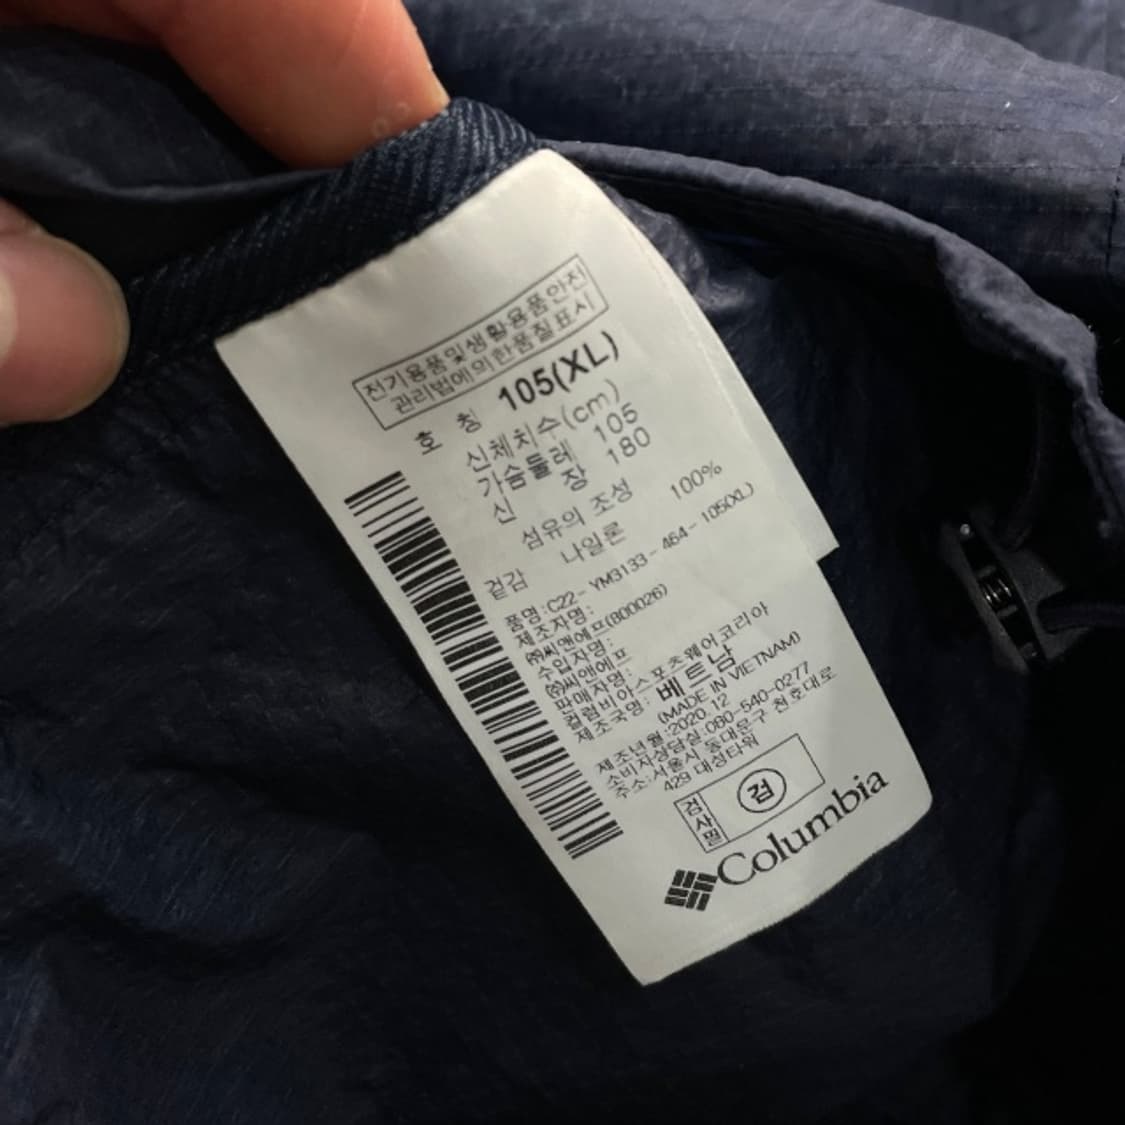 전기용품및생활용품안전
관리법에의한품질표시
호 칭 105(XL)
신체치수(cm)
가슴둘레 105
신 장 180
섬유의 조성
겉감 나일론 100%
품명:C22-YM3133-464-105(XL)
제조자명:
㈜씨앤에프(B00026)
수입자명:
㈜씨앤에프
판매자명:
컬럼비아스포츠웨어코리아
제조국명: 베트남
(MADE IN VIETNAM)
제조년월:2020.12
소비자상담실:080-540-0277
주소:서울시 동대문구 천호대로
429 대성타워
검사필 검
Columbia